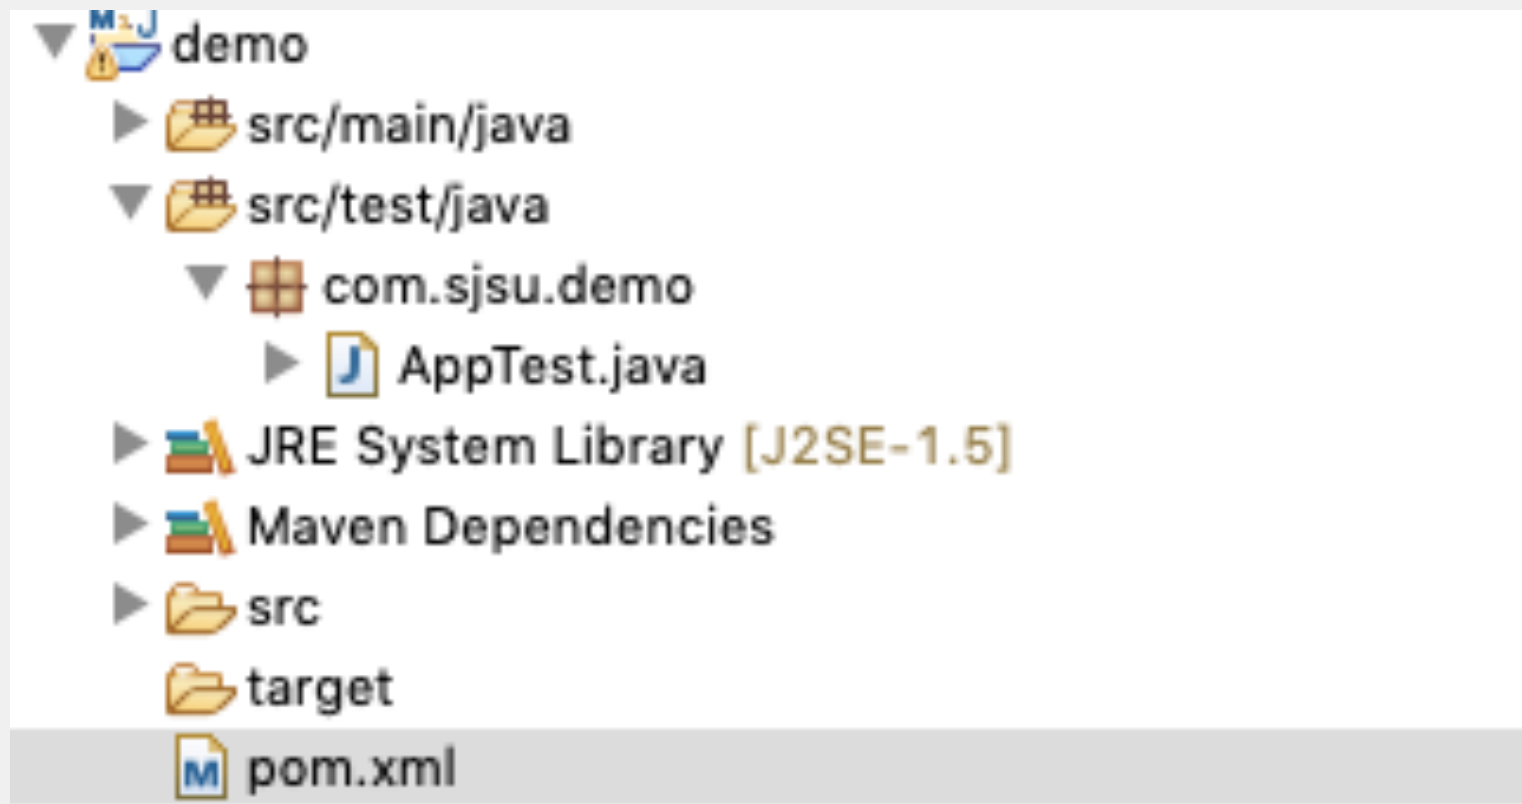 demo
src/main/java
src/test/java
com.sjsu.demo
AppTest.java
JRE System Library [J2SE-1.5]
Maven Dependencies
src
target
pom.xml